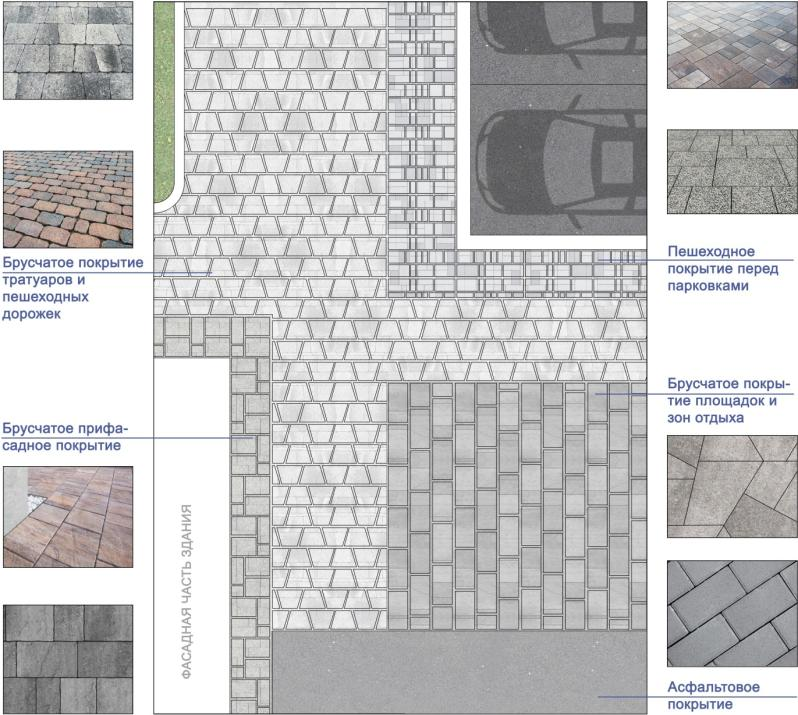 Брусчатое покрытие
тратуаров и
пешеходных
дорожек
Брусчатое прифа-
садное покрытие
ФАСАДНАЯ ЧАСТЬ ЗДАНИЯ
Пешеходное
покрытие перед
парковками
Брусчатое покры-
тие площадок и
зон отдыха
Асфальтовое
покрытие